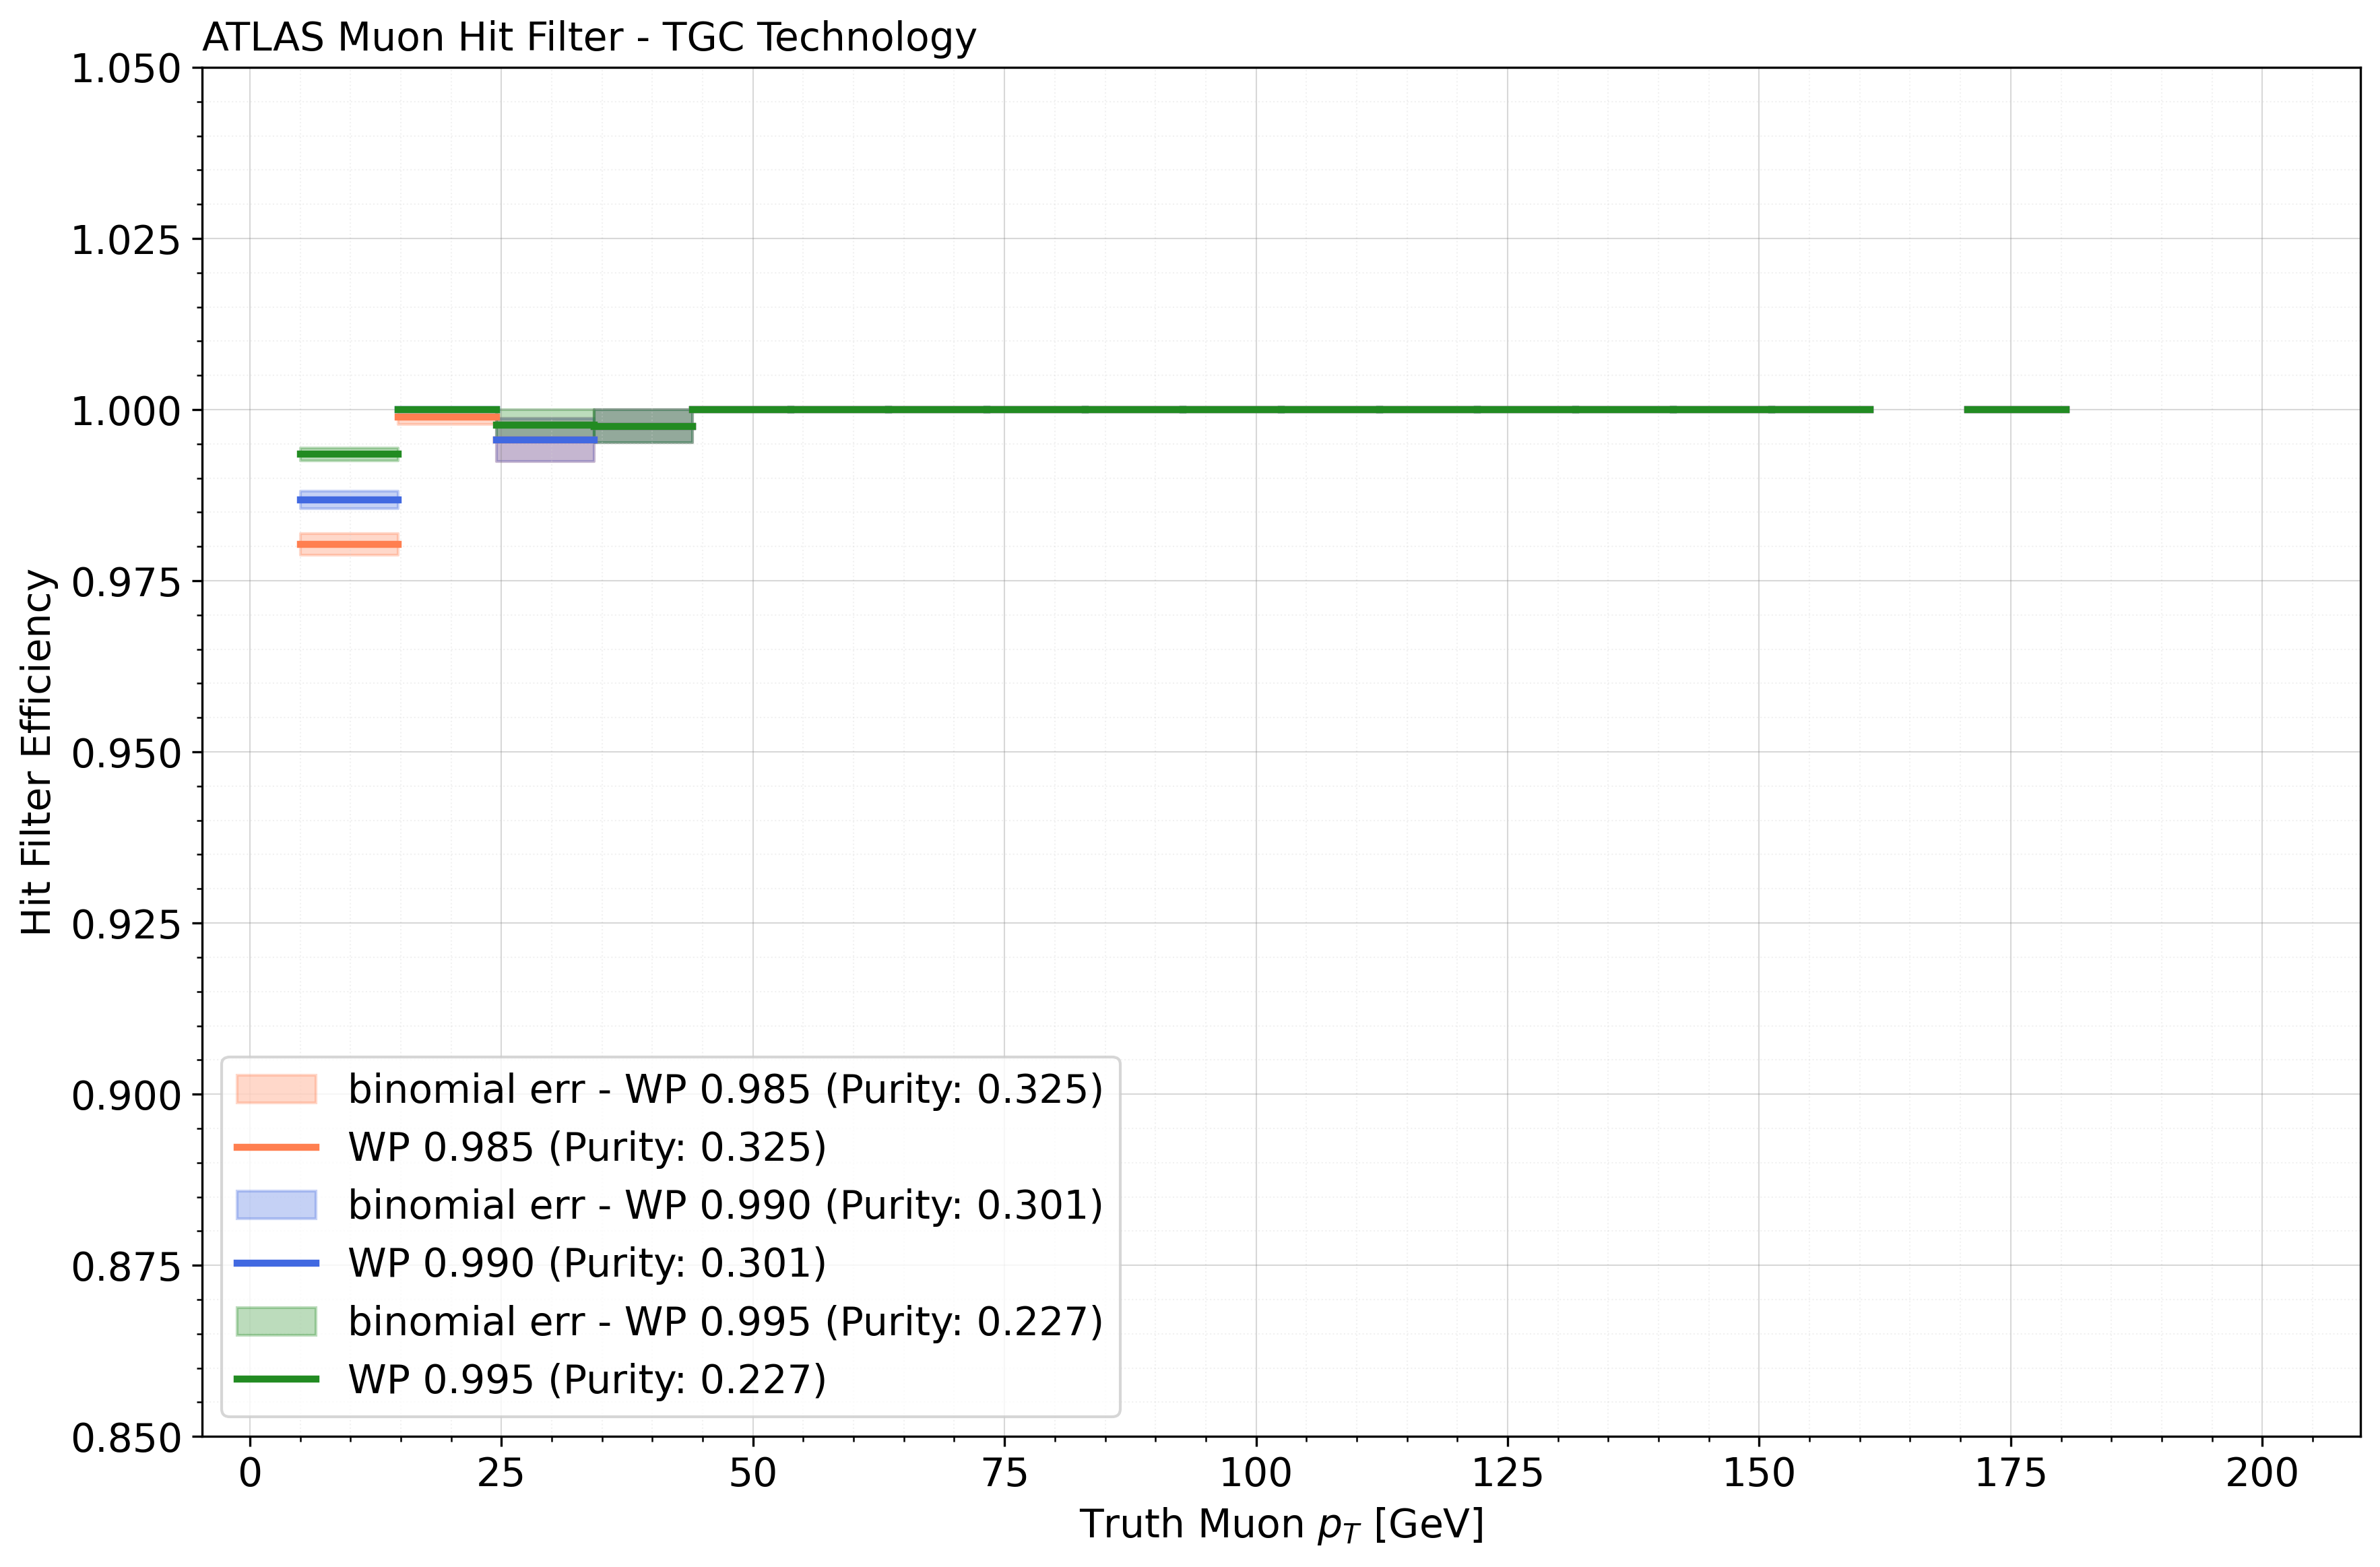 ATLAS Muon Hit Filter - TGC Technology
1.050
1.025
1.000
0.975
0.950
0.925
0.900
0.875
0.850
Hit Filter Efficiency
binomial err - WP 0.985 (Purity: 0.325)
WP 0.985 (Purity: 0.325)
binomial err - WP 0.990 (Purity: 0.301)
WP 0.990 (Purity: 0.301)
binomial err - WP 0.995 (Purity: 0.227)
WP 0.995 (Purity: 0.227)
0 25 50 75 100 125 150 175 200
Truth Muon $p_T$ [GeV]